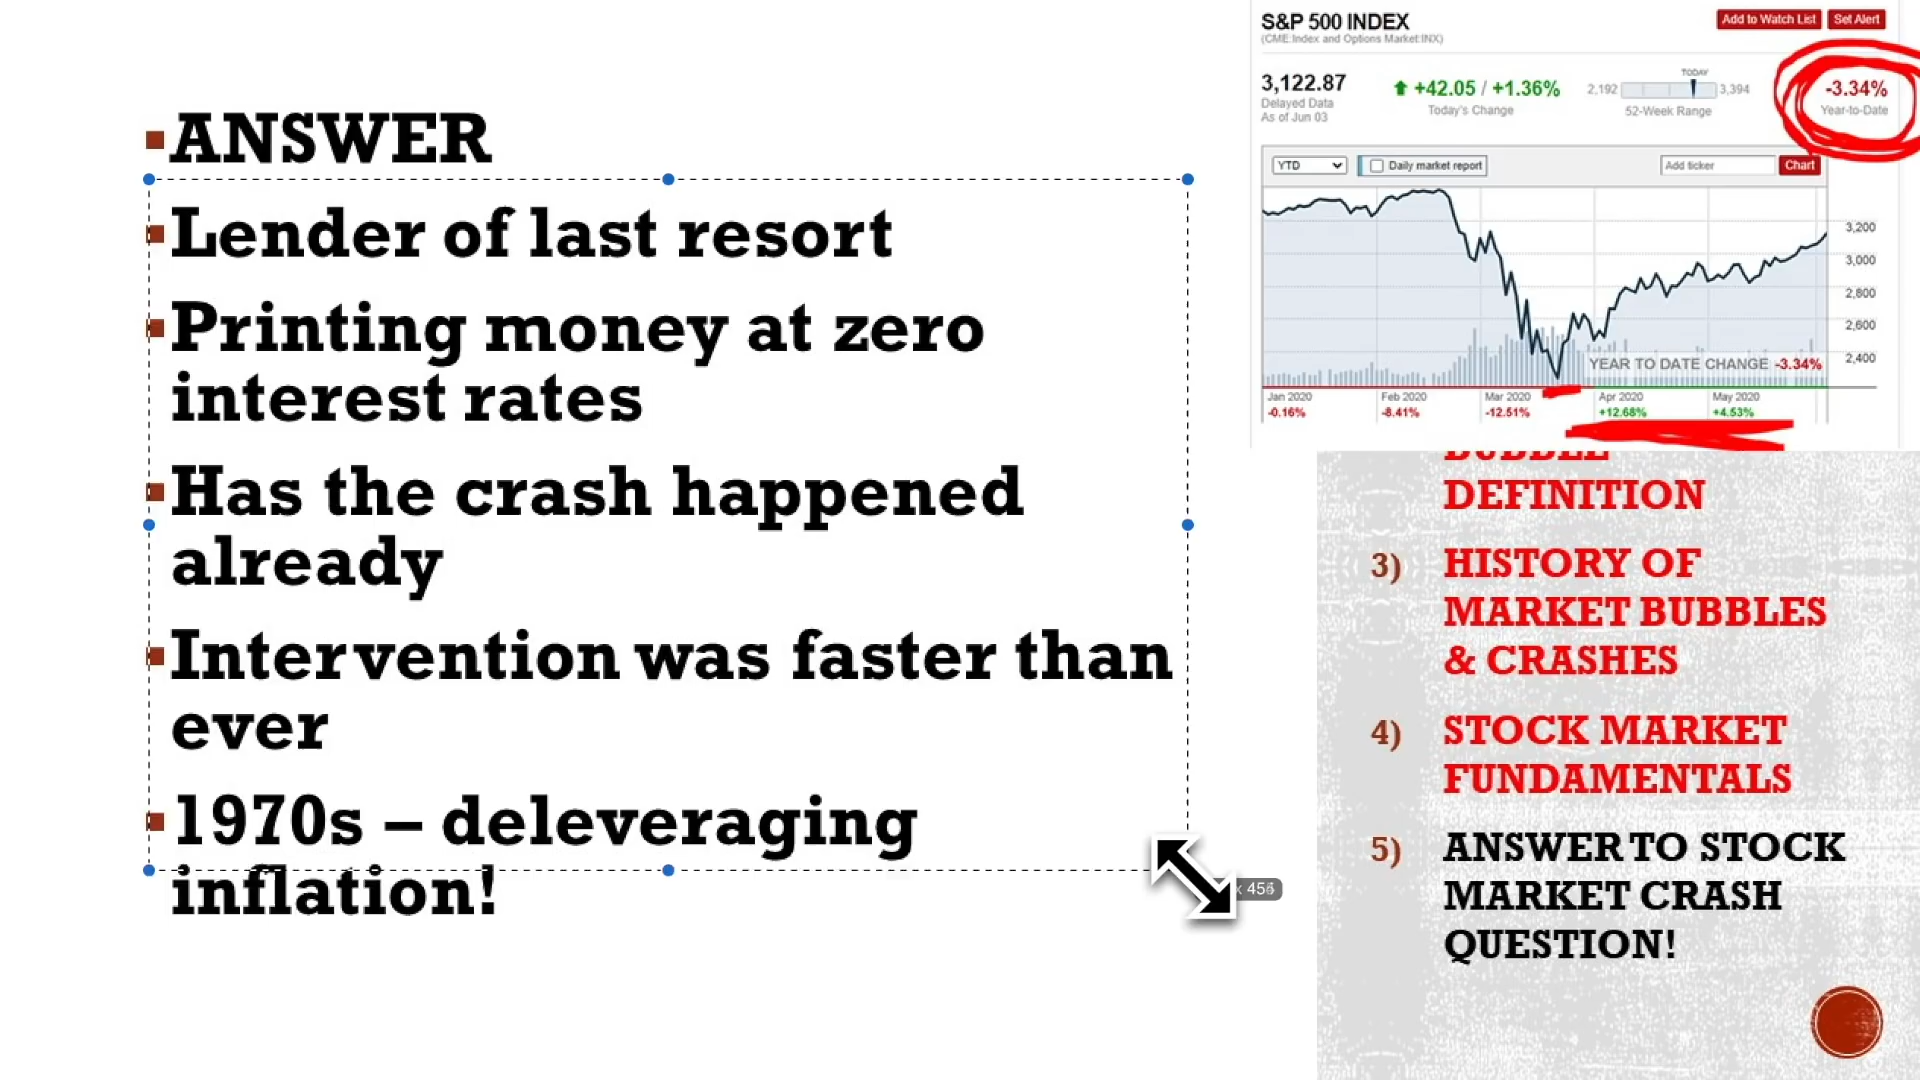 ANSWER
Lender of last resort
Printing money at zero
interest rates
Has the crash happened
already
Intervention was faster than
ever
1970s – deleveraging
inflation!
x 456
S&P 500 INDEX
(CME:Index and Options Market:INX)
Add to Watch List
Set Alert
3,122.87
Delayed Data
As of Jun 03
+42.05 / +1.36%
Today's Change
TODAY
2,192
3,394
52-Week Range
-3.34%
Year-to-Date
YTD
Daily market report
Add ticker
Chart
3,200
3,000
2,800
2,600
2,400
YEAR TO DATE CHANGE -3.34%
Jan 2020
Feb 2020
Mar 2020
Apr 2020
May 2020
-0.16%
-8.41%
-12.51%
+12.68%
+4.53%
BUBBLE
DEFINITION
3) HISTORY OF
MARKET BUBBLES
& CRASHES
4) STOCK MARKET
FUNDAMENTALS
5) ANSWER TO STOCK
MARKET CRASH
QUESTION!